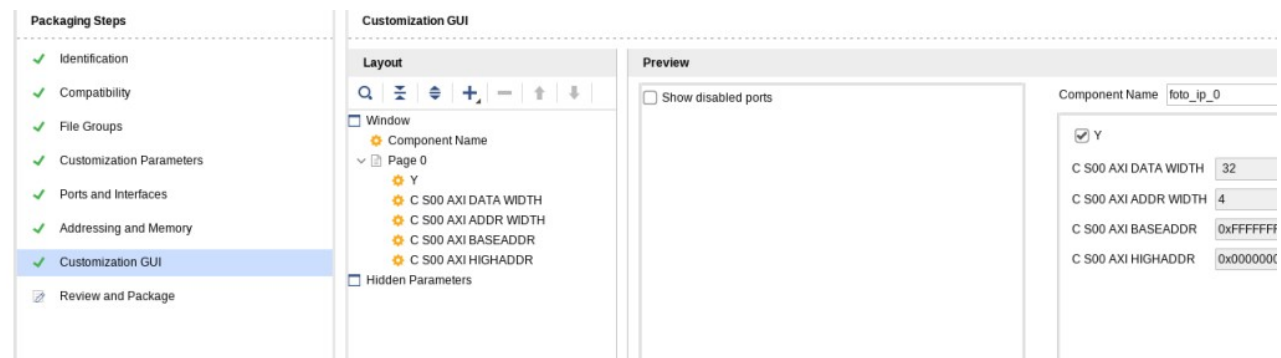 Packaging Steps
Identification
Compatibility
File Groups
Customization Parameters
Ports and Interfaces
Addressing and Memory
Customization GUI
Review and Package
Customization GUI
Layout
Window
Component Name
Page 0
Y
C S00 AXI DATA WIDTH
C S00 AXI ADDR WIDTH
C S00 AXI BASEADDR
C S00 AXI HIGHADDR
Hidden Parameters
Preview
Show disabled ports
Component Name foto_ip_0
Y
C S00 AXI DATA WIDTH 32
C S00 AXI ADDR WIDTH 4
C S00 AXI BASEADDR 0xFFFFFFF
C S00 AXI HIGHADDR 0x0000000